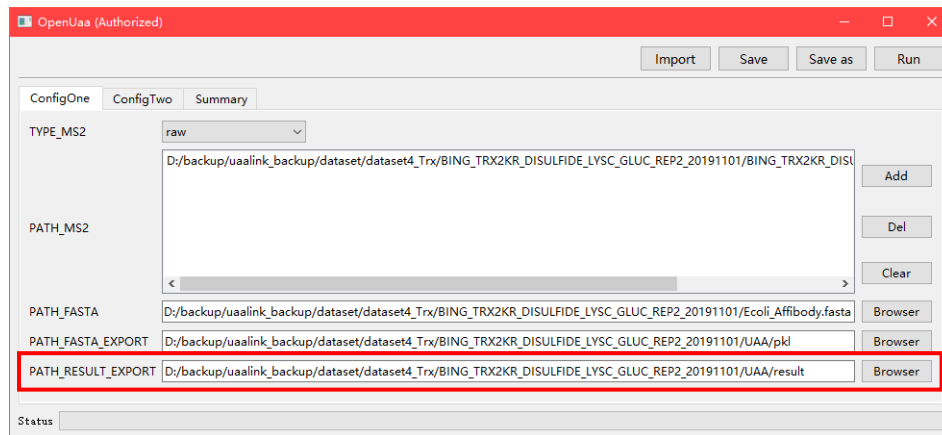 OpenUaa (Authorized)
Import Save Save as Run
ConfigOne ConfigTwo Summary
TYPE_MS2 raw
D:/backup/uaalink_backup/dataset/dataset4_Trx/BING_TRX2KR_DISULFIDE_LYSC_GLUC_REP2_20191101/BING_TRX2KR_DISU
Add
PATH_MS2 Del
Clear
PATH_FASTA D:/backup/uaalink_backup/dataset/dataset4_Trx/BING_TRX2KR_DISULFIDE_LYSC_GLUC_REP2_20191101/Ecoli_Affibody.fasta Browser
PATH_FASTA_EXPORT D:/backup/uaalink_backup/dataset/dataset4_Trx/BING_TRX2KR_DISULFIDE_LYSC_GLUC_REP2_20191101/UAA/pkl Browser
PATH_RESULT_EXPORT D:/backup/uaalink_backup/dataset/dataset4_Trx/BING_TRX2KR_DISULFIDE_LYSC_GLUC_REP2_20191101/UAA/result Browser
Status